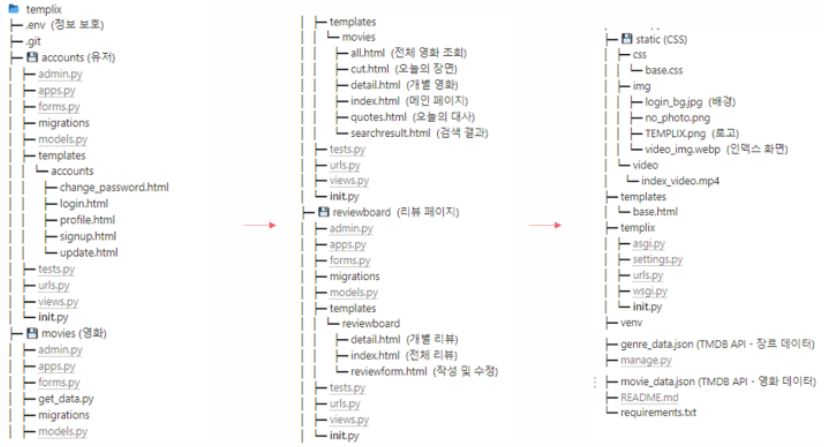 templix
.env (정보 보호)
.git
accounts (유저)
admin.py
apps.py
forms.py
migrations
models.py
templates
accounts
change_password.html
login.html
profile.html
signup.html
update.html
tests.py
urls.py
views.py
init.py
movies (영화)
admin.py
apps.py
forms.py
get_data.py
migrations
models.py
templates
movies
all.html (전체 영화 조회)
cut.html (오늘의 장면)
detail.html (개별 영화)
index.html (메인 페이지)
quotes.html (오늘의 대사)
searchresult.html (검색 결과)
tests.py
urls.py
views.py
init.py
reviewboard (리뷰 페이지)
admin.py
apps.py
forms.py
migrations
models.py
templates
reviewboard
detail.html (개별 리뷰)
index.html (전체 리뷰)
reviewform.html (작성 및 수정)
tests.py
urls.py
views.py
init.py
static (CSS)
css
base.css
img
login_bg.jpg (배경)
no_photo.png
TEMPLIX.png (로고)
video_img.webp (인덱스 화면)
video
index_video.mp4
templates
base.html
templix
asgi.py
settings.py
urls.py
wsgi.py
init.py
venv
genre_data.json (TMDB API - 장르 데이터)
manage.py
movie_data.json (TMDB API - 영화 데이터)
README.md
requirements.txt